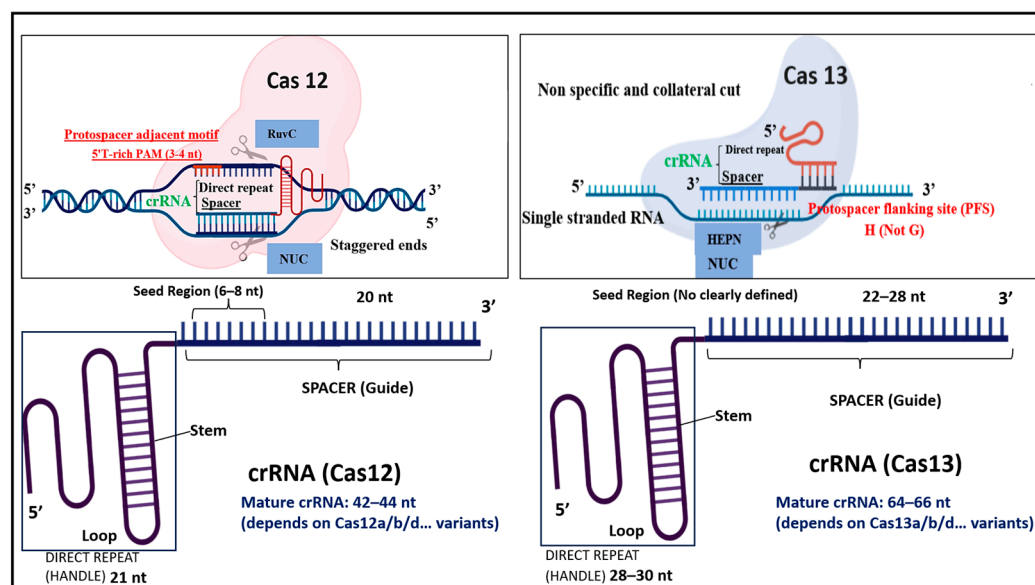 Cas 12
Protospacer adjacent motif
5'T-rich PAM (3-4 nt)
RuvC
5'
3'
crRNA
Direct repeat
Spacer
3'
5'
Staggered ends
NUC
Cas 13
Non specific and collateral cut
5'
Direct repeat
crRNA
Spacer
5'
3'
3'
Single stranded RNA
Protospacer flanking site (PFS)
H (Not G)
HEPN
NUC
Seed Region (6–8 nt)
20 nt
3’
SPACER (Guide)
Stem
crRNA (Cas12)
Mature crRNA: 42–44 nt
(depends on Cas12a/b/d… variants)
5’
Loop
DIRECT REPEAT
(HANDLE) 21 nt
Seed Region (No clearly defined)
22–28 nt
3’
SPACER (Guide)
Stem
crRNA (Cas13)
Mature crRNA: 64–66 nt
(depends on Cas13a/b/d… variants)
5’
Loop
DIRECT REPEAT
(HANDLE) 28–30 nt